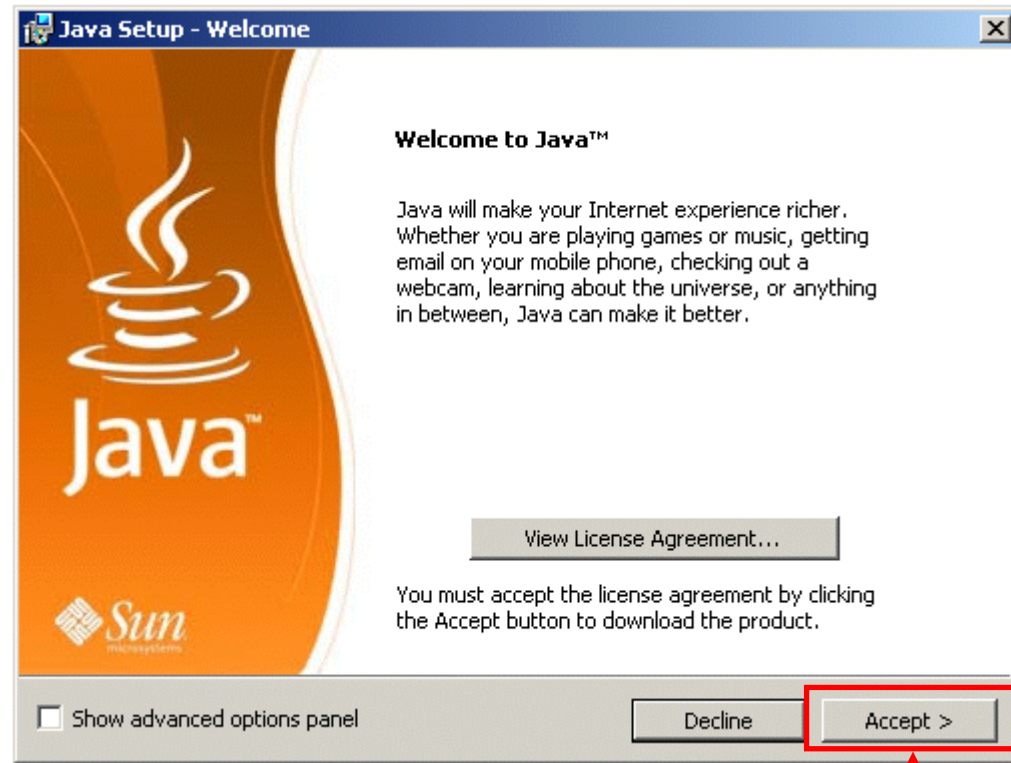 Java Setup - Welcome
Java™
Sun
microsystems
Welcome to Java™
Java will make your Internet experience richer.
Whether you are playing games or music, getting
email on your mobile phone, checking out a
webcam, learning about the universe, or anything
in between, Java can make it better.
View License Agreement...
You must accept the license agreement by clicking
the Accept button to download the product.
Show advanced options panel
Decline
Accept >